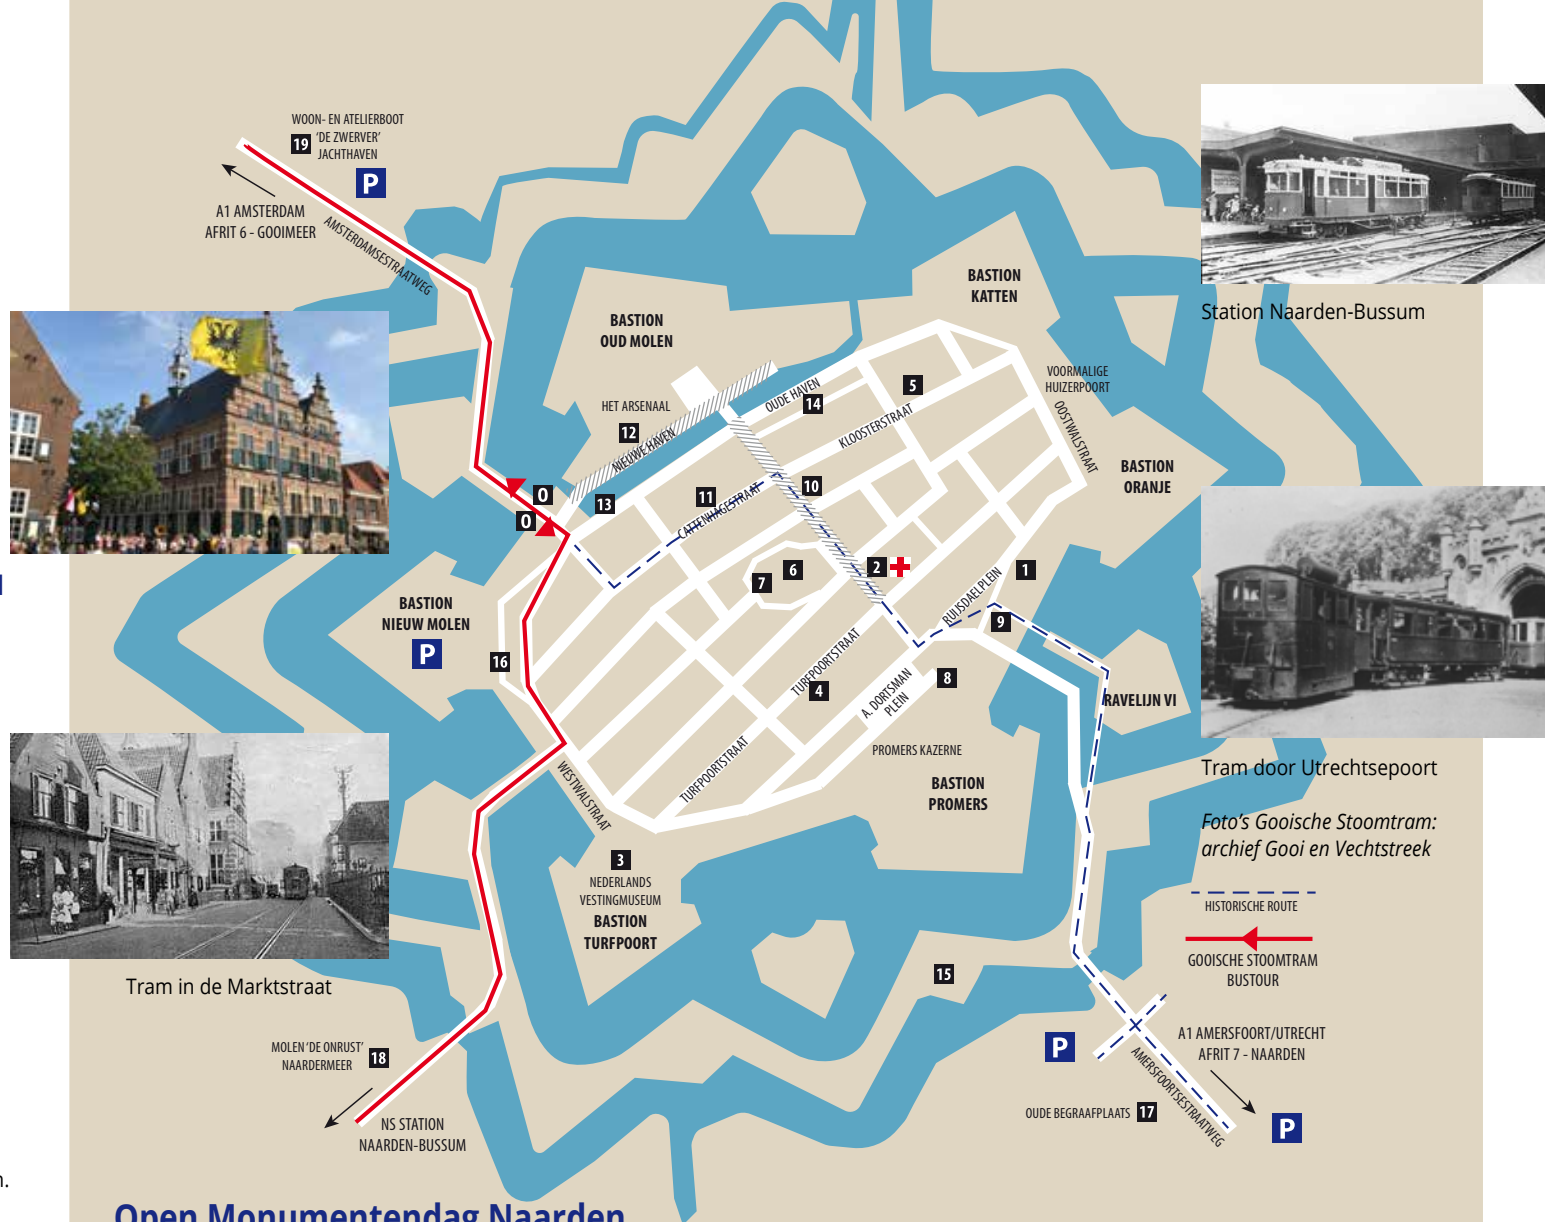 WOON- EN ATELIERBOOT
19 'DE ZWERVER'
JACHTHAVEN
P
A1 AMSTERDAM
AFRIT 6 - GOOIMEER
AMSTERDAMSESTRAATWEG
BASTION
KATTEN
Station Naarden-Bussum
BASTION
OUD MOLEN
VOORMALIGE
HUIZERPOORT
OOSTWALSTRAAT
5
OUDE HAVEN
14
KLOOSTERSTRAAT
HET ARSENAAL
12
NIEUWE HAVEN
BASTION
ORANJE
0
0
13
11
CATTENHAGESTRAAT
10
2
6
7
1
RUIJSDAELPLEIN
9
BASTION
NIEUW MOLEN
P
16
TURFPOORTSTRAAT
4
A. DORTSMAN
PLEIN
8
RAVELIJN VI
TURFPOORTSTRAAT
PROMERS KAZERNE
BASTION
PROMERS
WESTWALSTRAAT
Tram door Utrechtsepoort
Foto's Gooische Stoomtram:
archief Gooi en Vechtstreek
3
NEDERLANDS
VESTINGMUSEUM
BASTION
TURFPOORT
HISTORISCHE ROUTE
GOOISCHE STOOMTRAM
BUSTOUR
15
Tram in de Marktstraat
MOLEN 'DE ONRUST' 18
NAARDERMEER
NS STATION
NAARDEN-BUSSUM
P
A1 AMERSFOORT/UTRECHT
AFRIT 7 - NAARDEN
AMERSFOORTSESTRAATWEG
OUDE BEGRAAFPLAATS 17
P
n.
Open Monumentendag Naarden